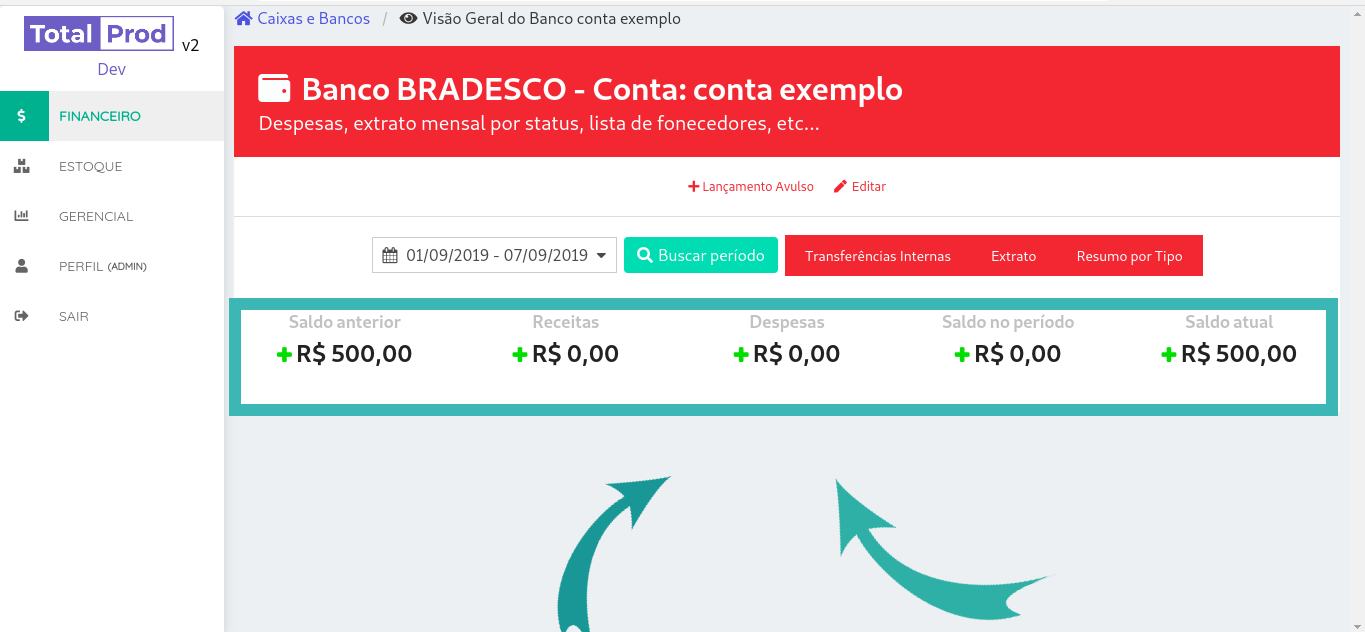 Caixas e Bancos / Visão Geral do Banco conta exemplo
Total Prod v2
Dev
FINANCEIRO
ESTOQUE
GERENCIAL
PERFIL (ADMIN)
SAIR
Banco BRADESCO - Conta: conta exemplo
Despesas, extrato mensal por status, lista de fonecedores, etc...
Lançamento Avulso Editar
01/09/2019 - 07/09/2019 Buscar período Transferências Internas Extrato Resumo por Tipo
Saldo anterior Receitas Despesas Saldo no período Saldo atual
R$ 500,00 R$ 0,00 R$ 0,00 R$ 0,00 R$ 500,00